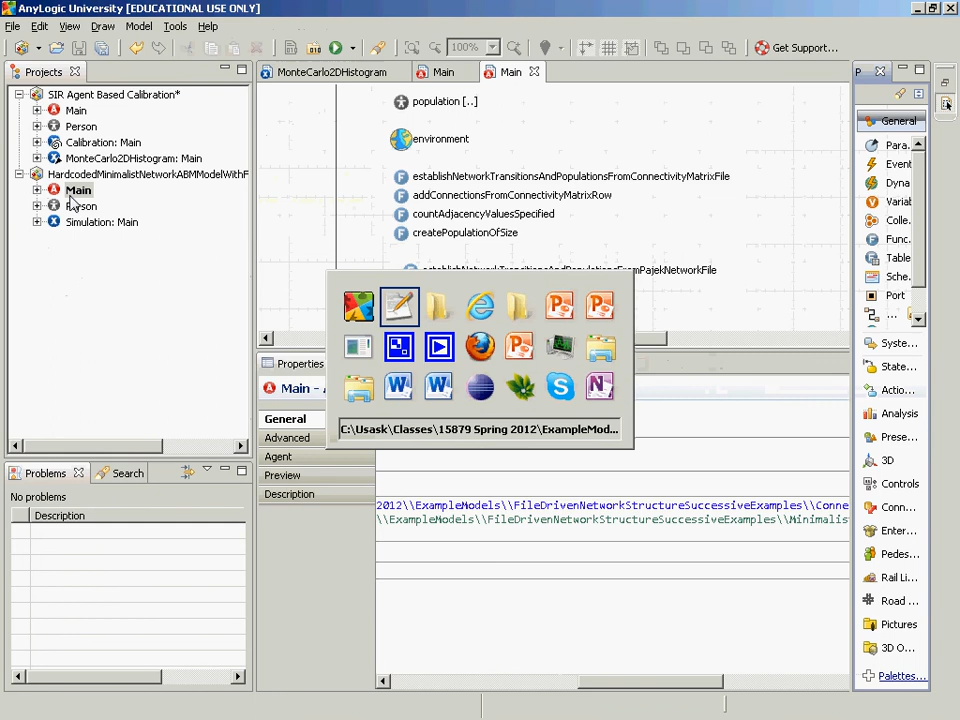 AnyLogic University [EDUCATIONAL USE ONLY]
File Edit View Draw Model Tools Help
100% Get Support...
Projects
MonteCarlo2DHistogram Main Main
P
SIR Agent Based Calibration*
Main
Person
Calibration: Main
MonteCarlo2DHistogram: Main
HardcodedMinimalistNetworkABMModelWithF
Main
Person
Simulation: Main
population [..]
environment
establishNetworkTransitionsAndPopulationsFromConnectivityMatrixFile
addConnectionsFromConnectivityMatrixRow
countAdjacencyValuesSpecified
createPopulationOfSize
establishNetworkTransitionsAndPopulationsFromPajekNetworkFile
C:\Usask\Classes\15879 Spring 2012\ExampleMod...
Properties
Main -
General
Advanced
Agent
Preview
Description
2012\\ExampleModels\\FileDrivenNetworkStructureSuccessiveExamples\\Conne
\\ExampleModels\\FileDrivenNetworkStructureSuccessiveExamples\\Minimalis
Problems Search
No problems
Description
General
Para...
Event
Dyna
Variab
Colle...
Func...
Table
Sche...
Port
...
Syste...
State...
Actio...
Analysis
Prese...
3D
Controls
Conn...
Enter...
Pedes...
Rail Li...
Road ...
Pictures
3D O...
Palettes...